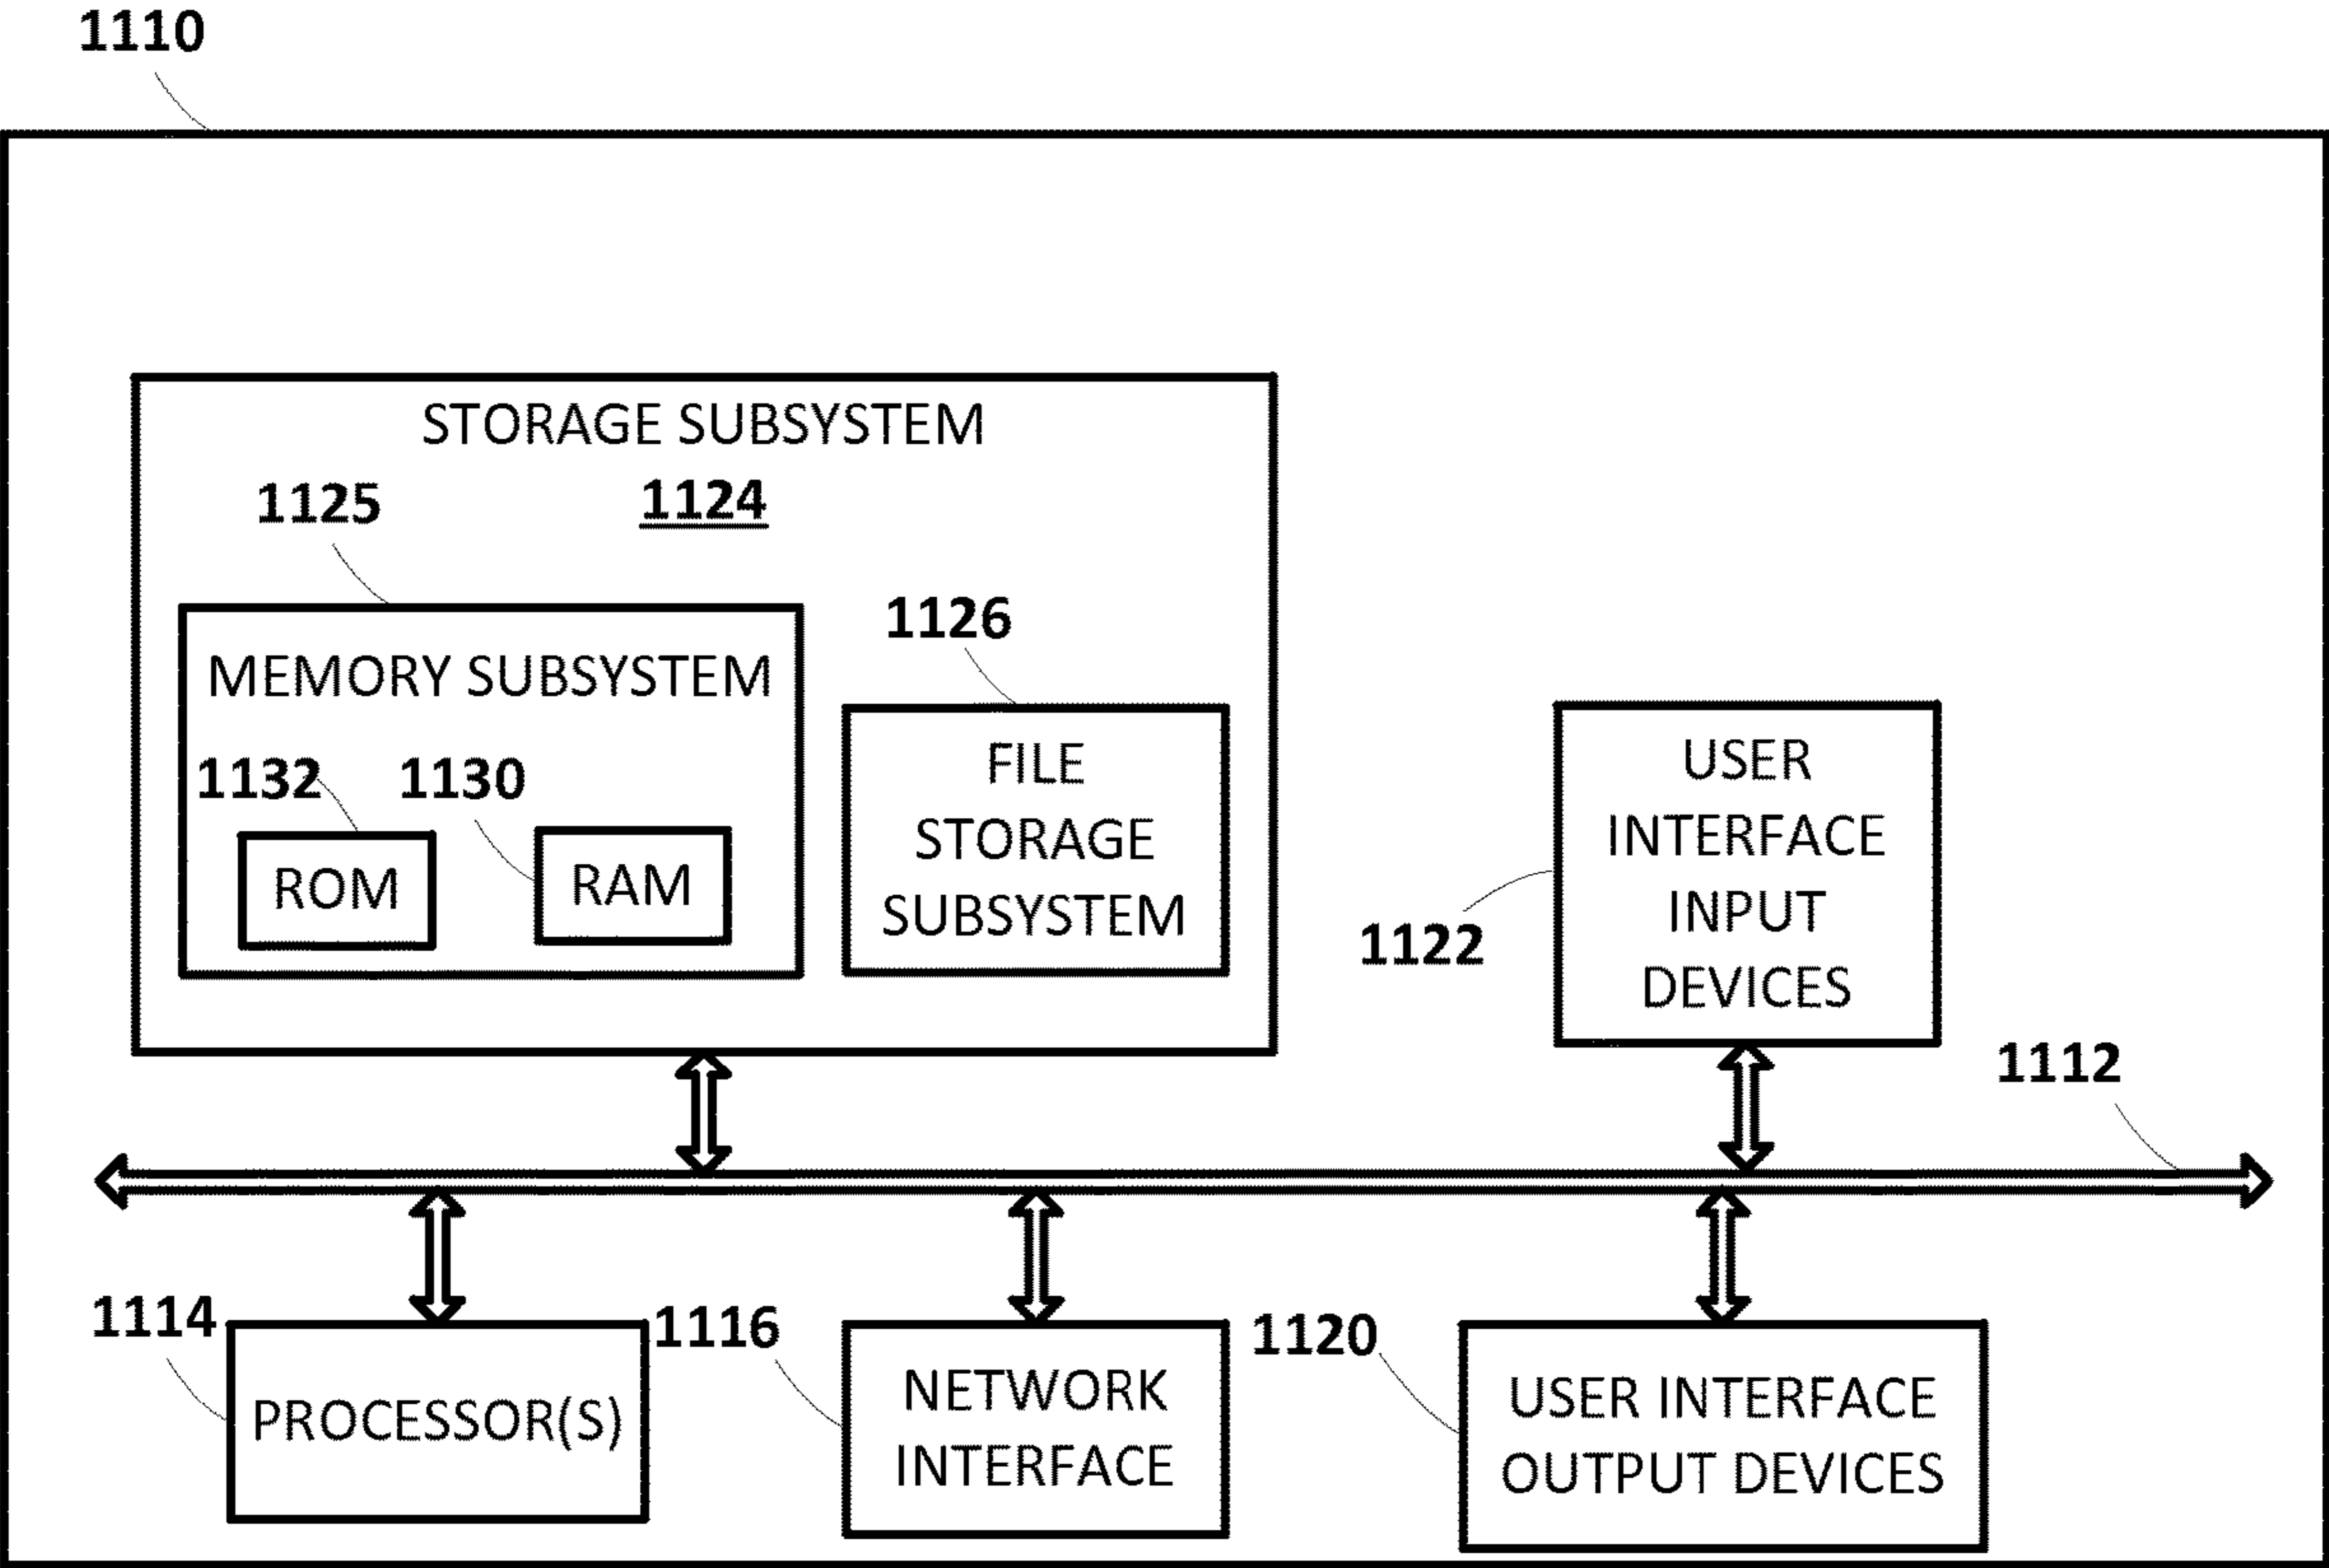 1110
STORAGE SUBSYSTEM
1125
1124
1126
MEMORY SUBSYSTEM
1132
1130
ROM
RAM
FILE
STORAGE
SUBSYSTEM
USER
INTERFACE
INPUT
DEVICES
1122
1112
1114
PROCESSOR(S)
1116
NETWORK
INTERFACE
1120
USER INTERFACE
OUTPUT DEVICES